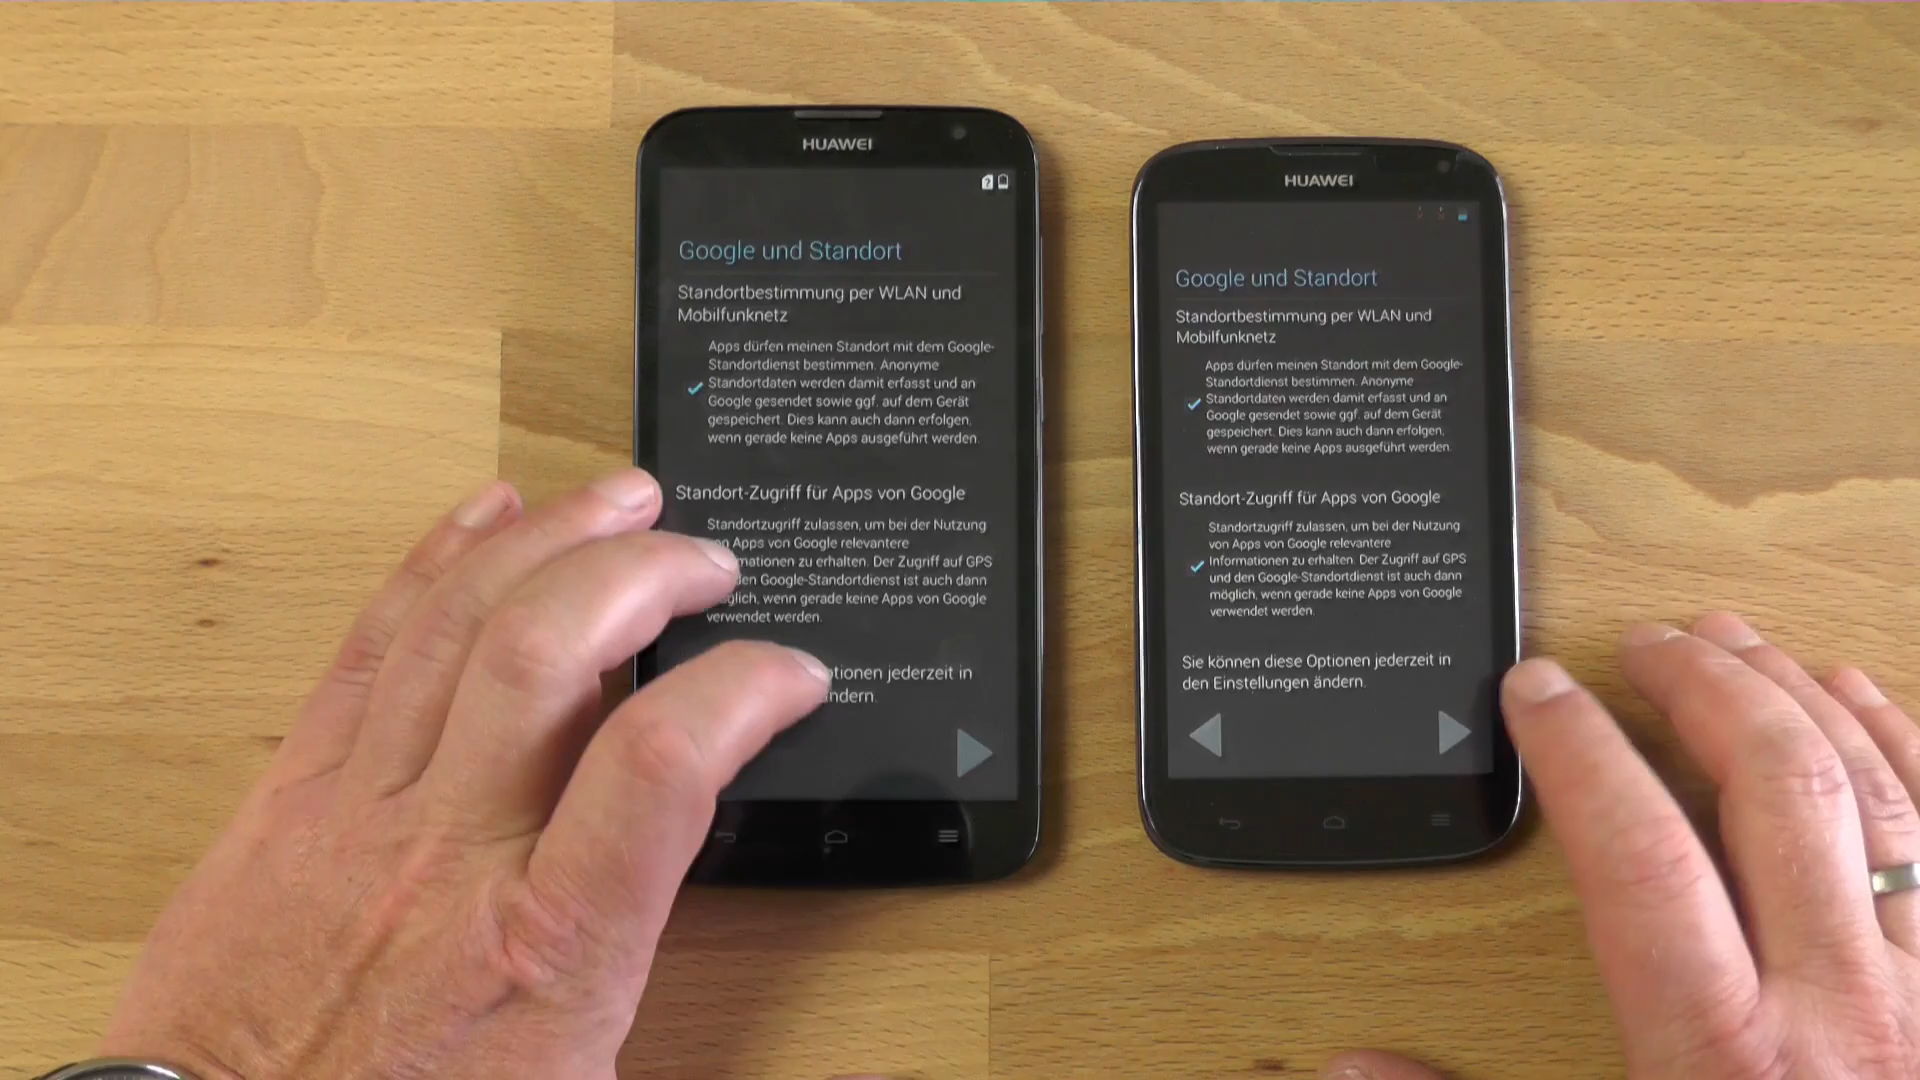 HUAWEI
Google und Standort
Standortbestimmung per WLAN und
Mobilfunknetz
Apps dürfen meinen Standort mit dem Google-
Standortdienst bestimmen. Anonyme
Standortdaten werden damit erfasst und an
Google gesendet sowie ggf. auf dem Gerät
gespeichert. Dies kann auch dann erfolgen,
wenn gerade keine Apps ausgeführt werden.
Standort-Zugriff für Apps von Google
Standortzugriff zulassen, um bei der Nutzung
Apps von Google relevantere
zu erhalten. Der Zugriff auf GPS
Google-Standortdienst ist auch dann
wenn gerade keine Apps von Google
verwendet werden.
jederzeit in
HUAWEI
Google und Standort
Standortbestimmung per WLAN und
Mobilfunknetz
Apps dürfen meinen Standort mit dem Google-
Standortdienst bestimmen. Anonyme
Standortdaten werden damit erfasst und an
Google gesendet sowie ggf. auf dem Gerät
gespeichert. Dies kann auch dann erfolgen,
wenn gerade keine Apps ausgeführt werden.
Standort-Zugriff für Apps von Google
Standortzugriff zulassen, um bei der Nutzung
von Apps von Google relevantere
Informationen zu erhalten. Der Zugriff auf GPS
und den Google-Standortdienst ist auch dann
möglich, wenn gerade keine Apps von Google
verwendet werden.
Sie können diese Optionen jederzeit in
den Einstellungen ändern.